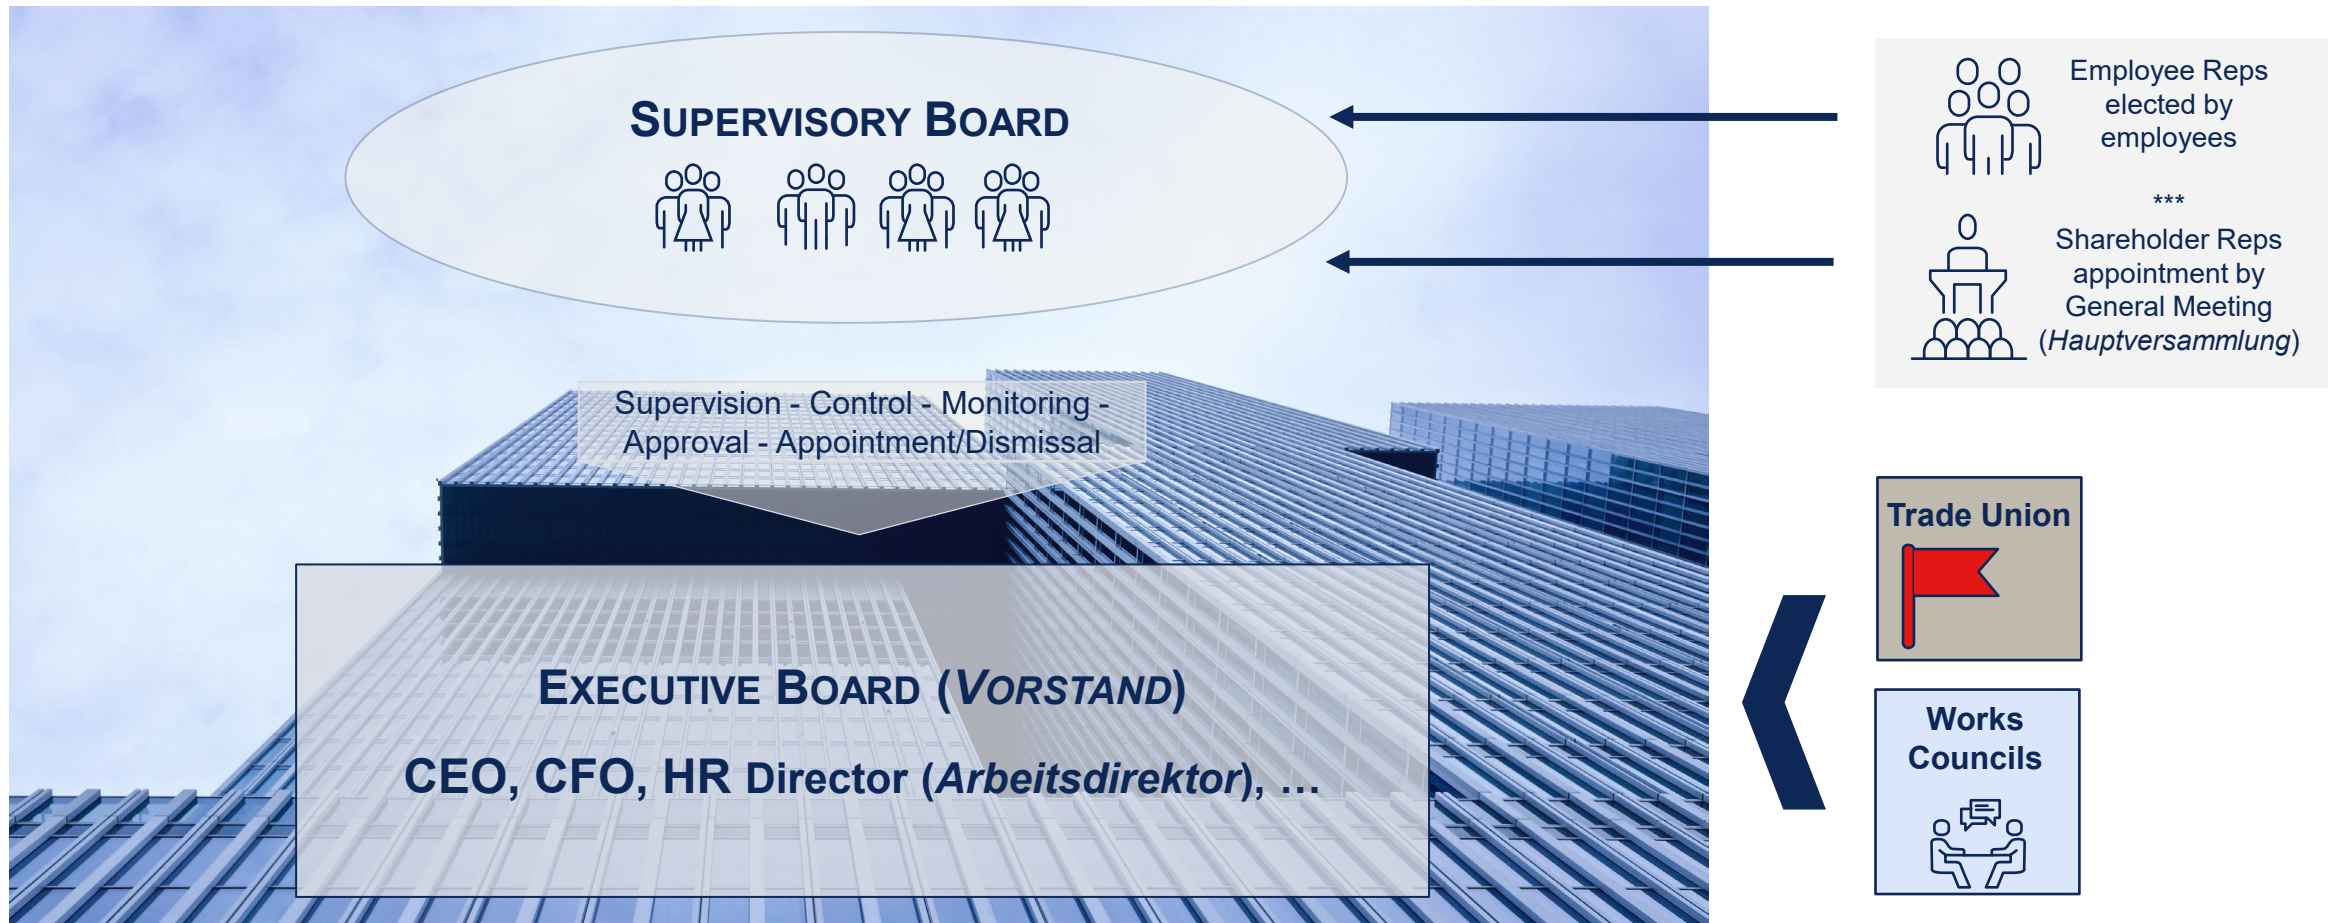 SUPERVISORY BOARD
Employee Reps
elected by
employees
***
Shareholder Reps
appointment by
General Meeting
(Hauptversammlung)
Supervision - Control - Monitoring -
Approval - Appointment/Dismissal
EXECUTIVE BOARD (VORSTAND)
CEO, CFO, HR Director (Arbeitsdirektor), …
Trade Union
Works
Councils